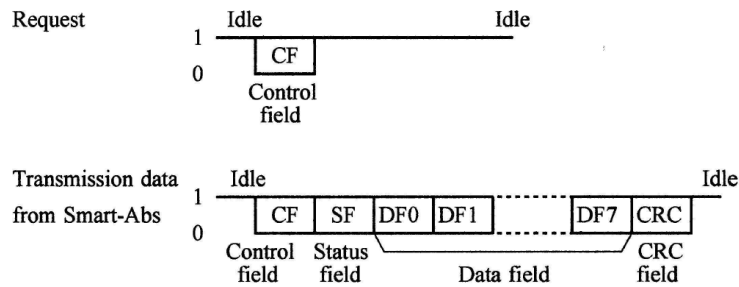 Request
Idle
Idle
1
CF
0
Control
field
Transmission data
Idle
Idle
from Smart-Abs
1
CF
SF
DF0
DF1
DF7
CRC
0
Control
field
Status
field
Data field
CRC
field